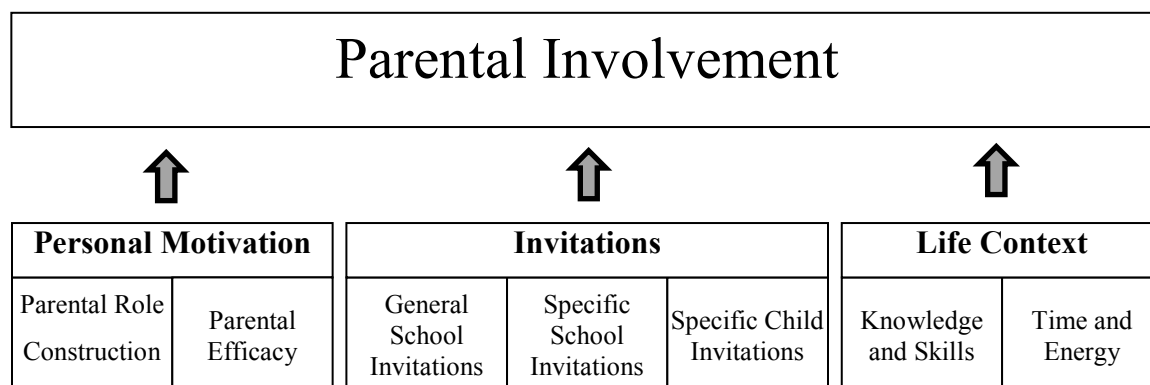 Parental Involvement
Personal Motivation
Parental Role
Construction
Parental
Efficacy
Invitations
General
School
Invitations
Specific
School
Invitations
Specific Child
Invitations
Life Context
Knowledge
and Skills
Time and
Energy